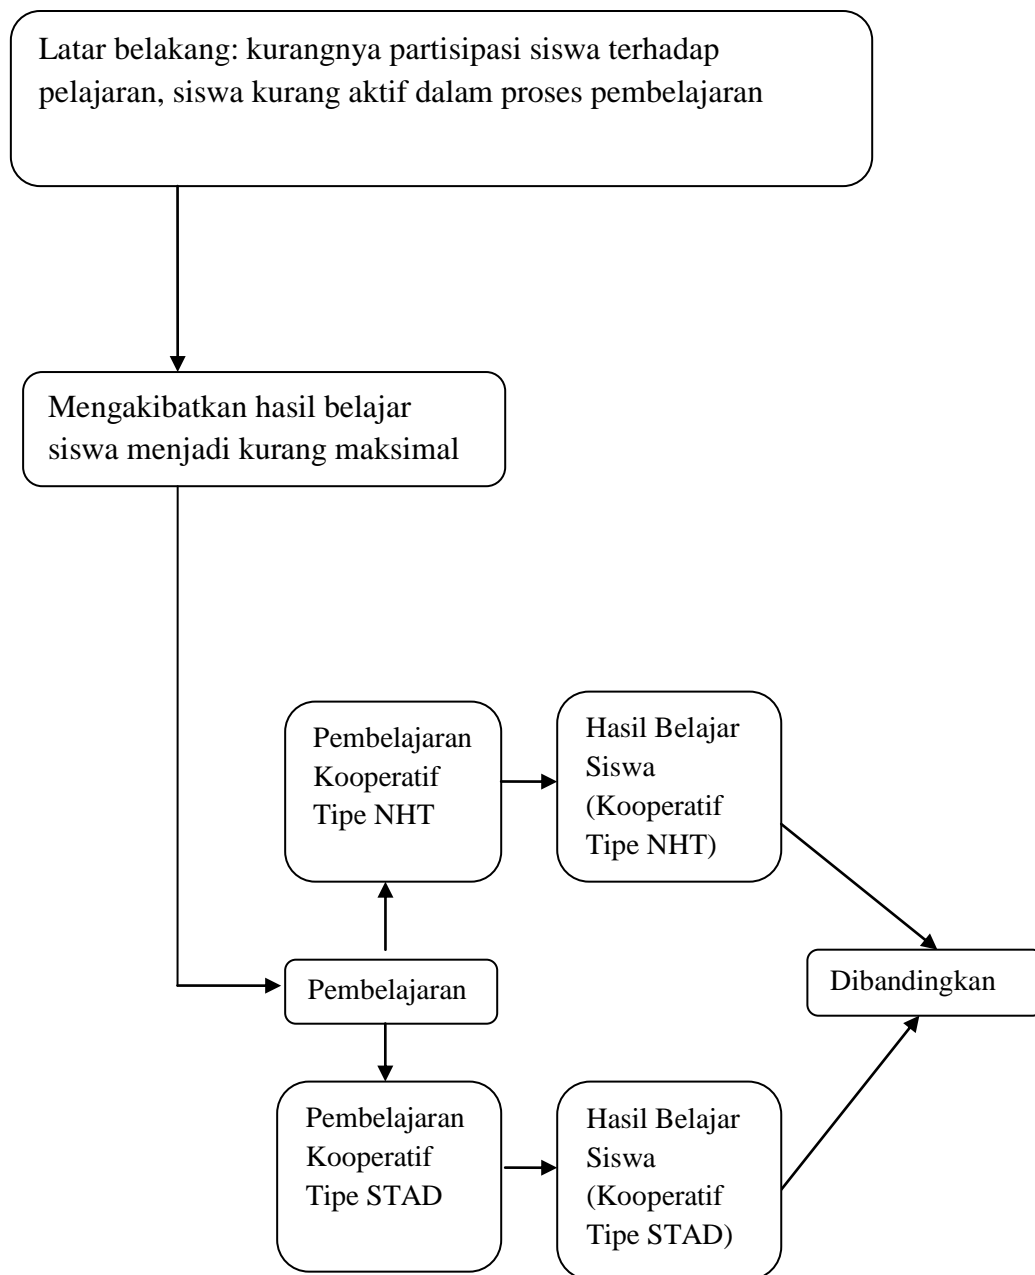 Latar belakang: kurangnya partisipasi siswa terhadap
pelajaran, siswa kurang aktif dalam proses pembelajaran
Mengakibatkan hasil belajar
siswa menjadi kurang maksimal
Pembelajaran
Kooperatif
Tipe NHT
Hasil Belajar
Siswa
(Kooperatif
Tipe NHT)
Pembelajaran
Dibandingkan
Pembelajaran
Kooperatif
Tipe STAD
Hasil Belajar
Siswa
(Kooperatif
Tipe STAD)